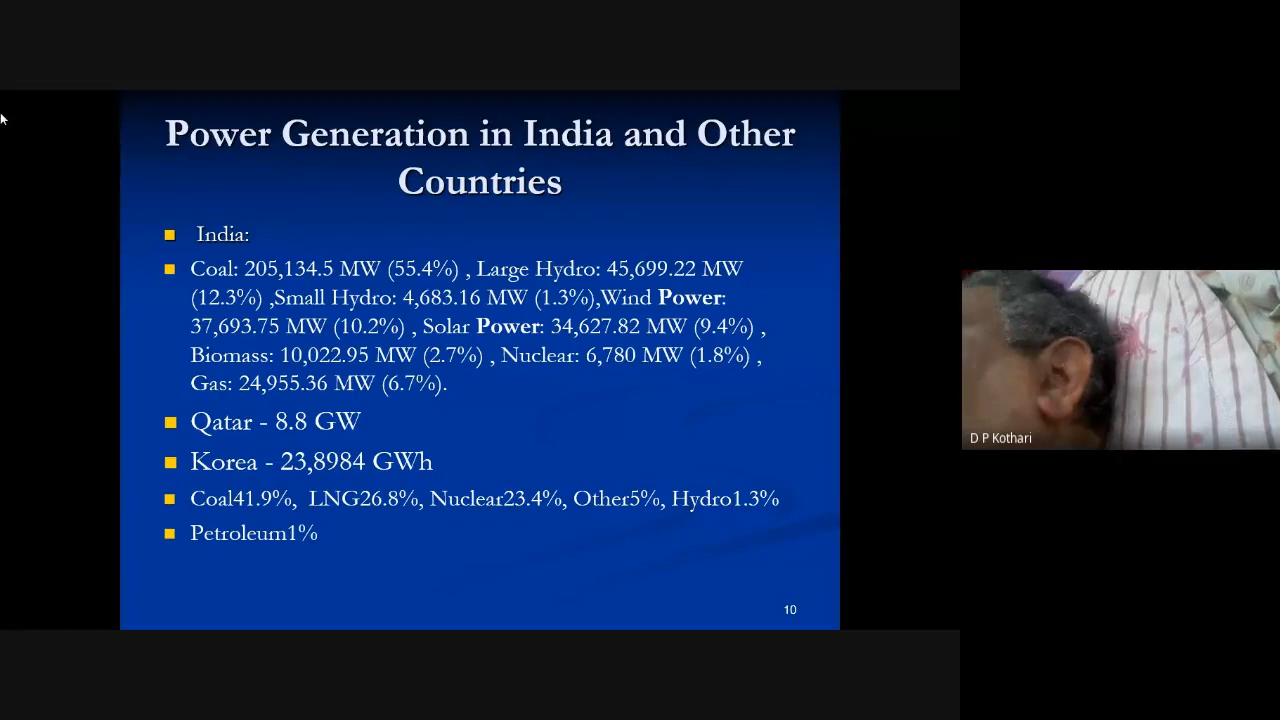 Power Generation in India and Other
Countries
India:
Coal: 205,134.5 MW (55.4%) , Large Hydro: 45,699.22 MW
(12.3%) ,Small Hydro: 4,683.16 MW (1.3%),Wind Power:
37,693.75 MW (10.2%) , Solar Power: 34,627.82 MW (9.4%) ,
Biomass: 10,022.95 MW (2.7%) , Nuclear: 6,780 MW (1.8%) ,
Gas: 24,955.36 MW (6.7%).
Qatar - 8.8 GW
Korea - 23,8984 GWh
Coal41.9%, LNG26.8%, Nuclear23.4%, Other5%, Hydro1.3%
Petroleum1%
10
D P Kothari